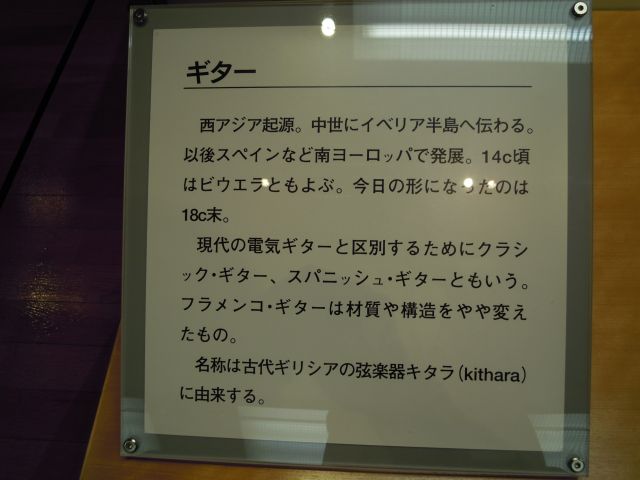 ギター
西アジア起源。中世にイベリア半島へ伝わる。
以後スペインなど南ヨーロッパで発展。14c頃
はビウエラともよぶ。今日の形になったのは
18c末。
現代の電気ギターと区別するためにクラシ
ック・ギター、スパニッシュ・ギターともいう。
フラメンコ・ギターは材質や構造をやや変え
たもの。
名称は古代ギリシアの弦楽器キタラ(kithara)
に由来する。